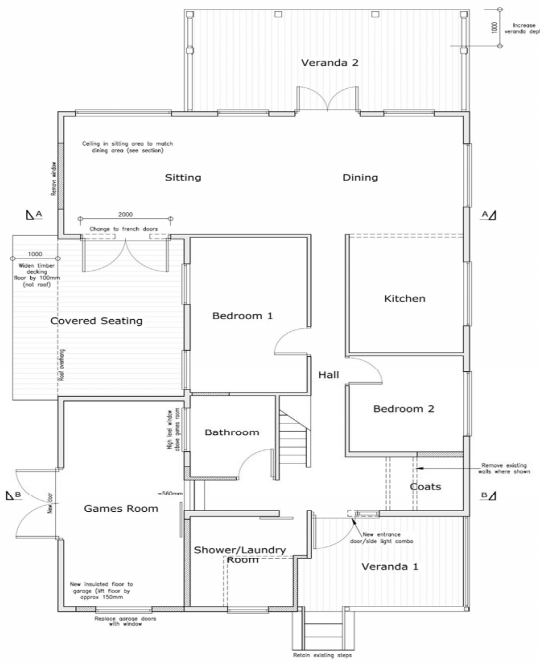 1000
Increase
veranda dept
Veranda 2
Ceiling in sitting area to match
dining area (see section)
Sitting
Dining
Remove window
A
A
2000
Change to french doors
1000
Widen timber
decking
floor by 100mm
(not roof)
Covered Seating
Roof overhang
Bedroom 1
Kitchen
Hall
Bedroom 2
High level window
above games room
Bathroom
Remove existing
walls where shown
Coats
B
B
New door
Games Room
≈560mm
New entrance
door/side light combo
Shower/Laundry
Room
Veranda 1
New insulated floor to
garage (lift floor by
approx 150mm
Replace garage doors
with window
Retain existing steps